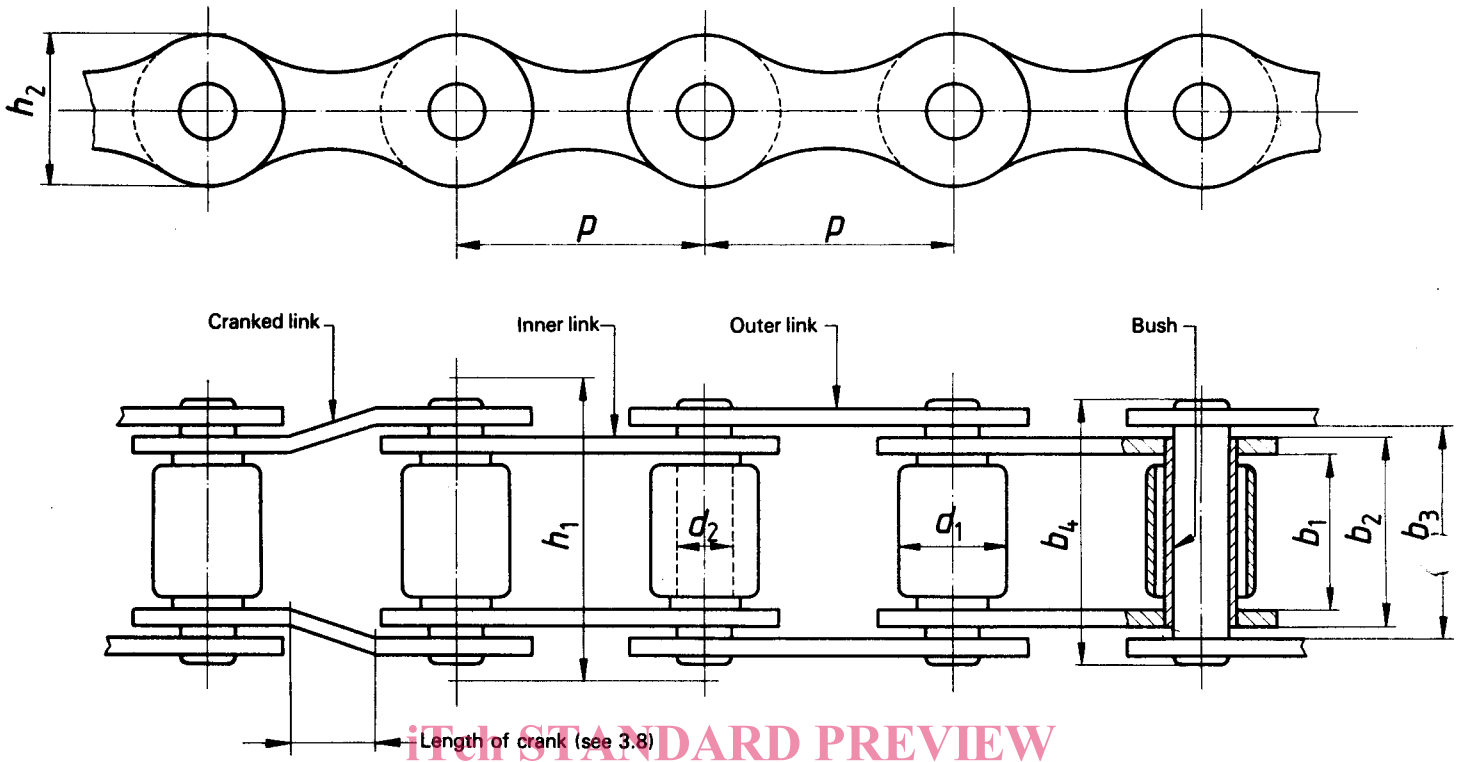 h2
p p
Cranked link Inner link Outer link Bush
h1 d2 d1 b4 b1 b2 b3
Length of crank (see 3.8)
iTeh STANDARD PREVIEW